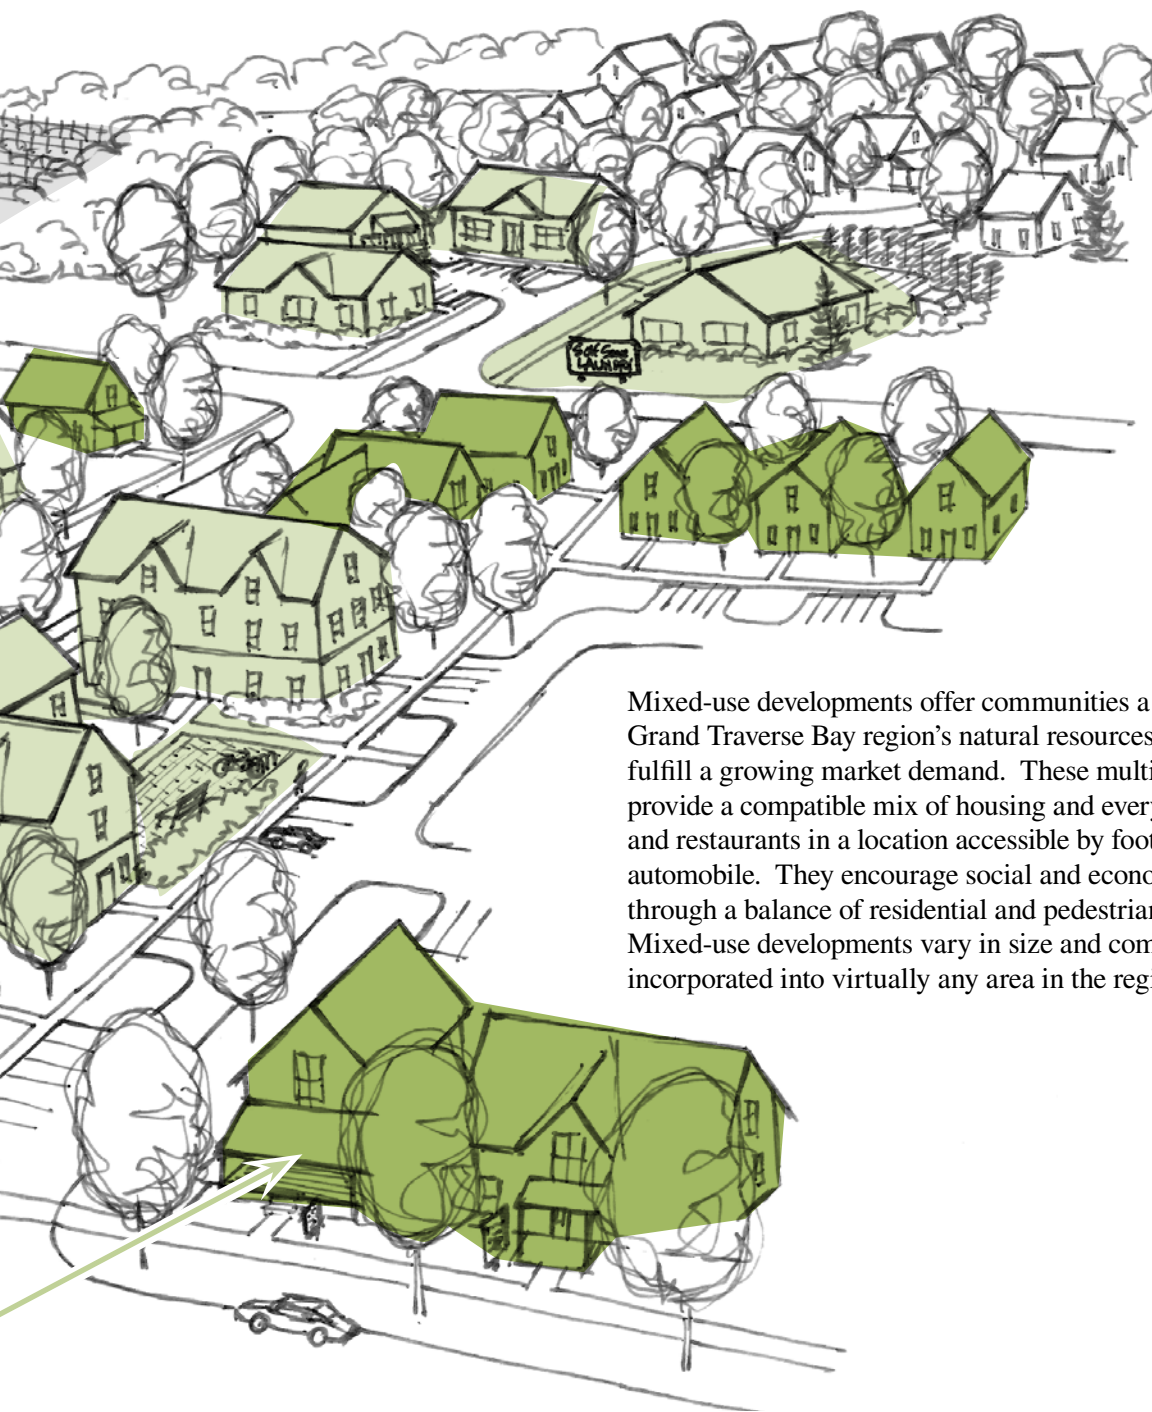 Self Serve
LAUNDRY
Mixed-use developments offer communities a
Grand Traverse Bay region’s natural resources
fulfill a growing market demand.  These multi
provide a compatible mix of housing and every
and restaurants in a location accessible by foot
automobile.  They encourage social and econo
through a balance of residential and pedestrian
Mixed-use developments vary in size and com
incorporated into virtually any area in the regi